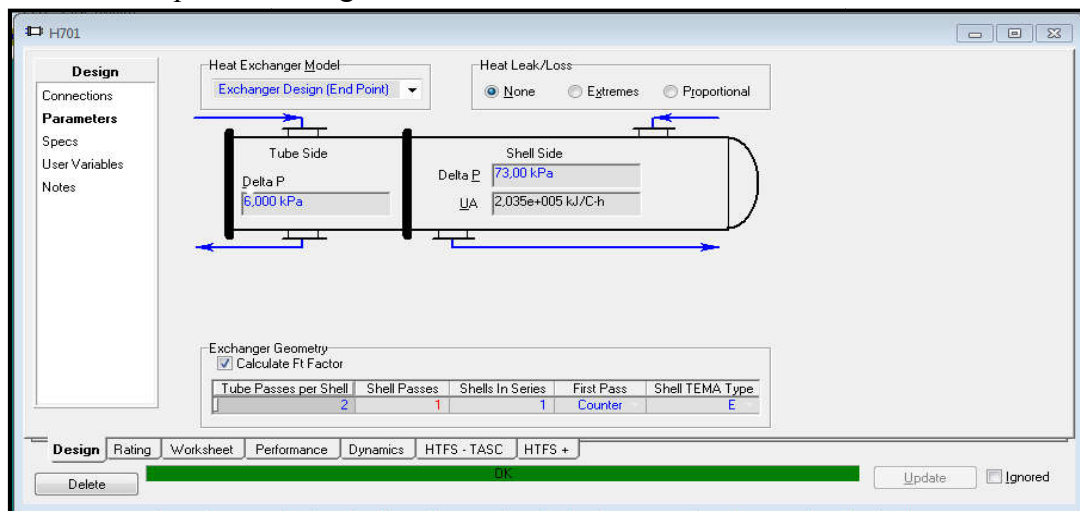 H701
Design
Connections
Parameters
Specs
User Variables
Notes
Heat Exchanger Model
Exchanger Design (End Point)
Heat Leak/Loss
None Extremes Proportional
Tube Side
Delta P
6,000 kPa
Shell Side
Delta P 73,00 kPa
UA 2,035e+005 kJ/C-h
Exchanger Geometry
Calculate Ft Factor
Tube Passes per Shell Shell Passes Shells In Series First Pass Shell TEMA Type
2 1 1 Counter E
Design Rating Worksheet Performance Dynamics HTFS - TASC HTFS +
Delete OK Update Ignored